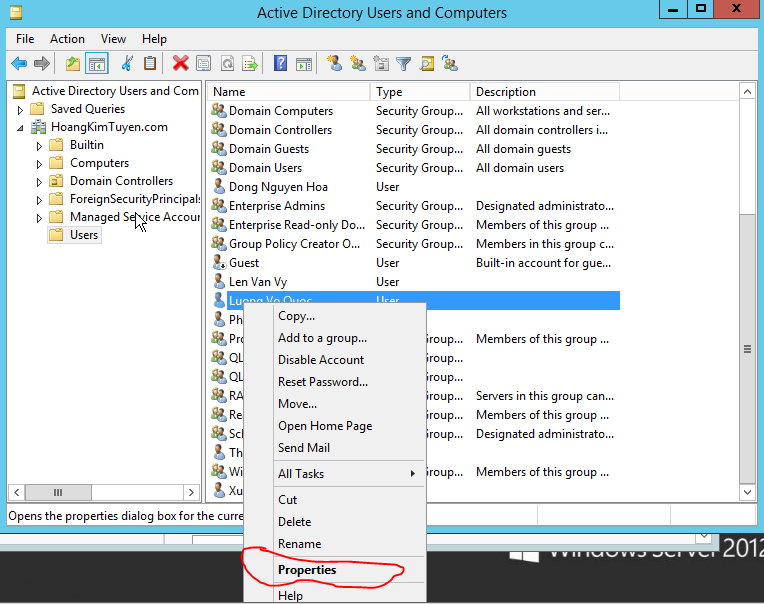 Active Directory Users and Computers
File Action View Help
Active Directory Users and Com
Saved Queries
HoangKimTuyen.com
Builtin
Computers
Domain Controllers
ForeignSecurityPrincipals
Managed Service Accour
Users
Name Type Description
Domain Computers Security Group... All workstations and ser...
Domain Controllers Security Group... All domain controllers i...
Domain Guests Security Group... All domain guests
Domain Users Security Group... All domain users
Dong Nguyen Hoa User
Enterprise Admins Security Group... Designated administrato...
Enterprise Read-only Do... Security Group... Members of this group ...
Group Policy Creator O... Security Group... Members in this group c...
Guest User Built-in account for gue...
Len Van Vy User
Luong Vo Quoc User
Ph
Pro Group... Members of this group ...
QL Group...
QL Group...
RA Group... Servers in this group can...
Re Group... Members of this group ...
Sch Group... Designated administrato...
Th
Wi Group... Members of this group ...
Xu
Copy...
Add to a group...
Disable Account
Reset Password...
Move...
Open Home Page
Send Mail
All Tasks
Cut
Delete
Rename
Properties
Help
Opens the properties dialog box for the curre
Windows Server 2012